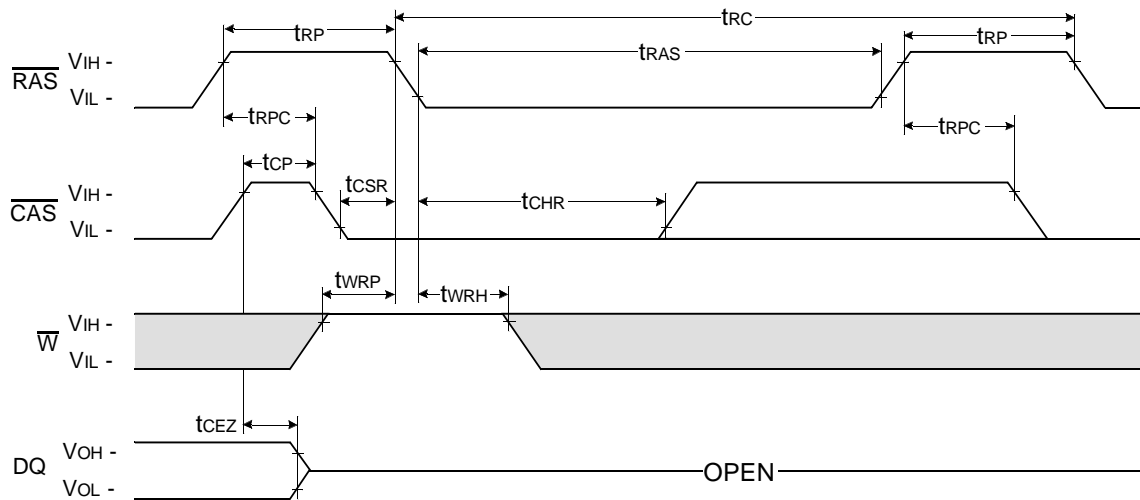 tRC
tRP
tRP
tRAS
RAS
VIH -
VIL -
tRPC
tRPC
tCP
tCSR
tCHR
CAS
VIH -
VIL -
tWRP
tWRH
W
VIH -
VIL -
tCEZ
DQ
VOH -
VOL -
OPEN